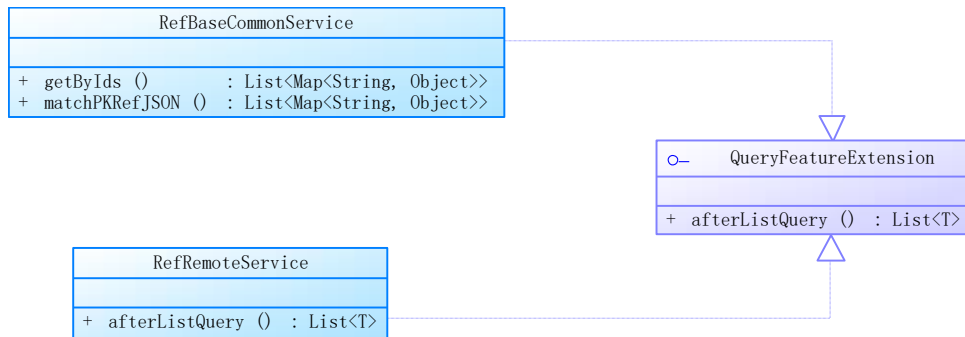 RefBaseCommonService
+ getByIds () : List<Map<String, Object>>
+ matchPKRefJSON () : List<Map<String, Object>>
QueryFeatureExtension
+ afterListQuery () : List<T>
RefRemoteService
+ afterListQuery () : List<T>